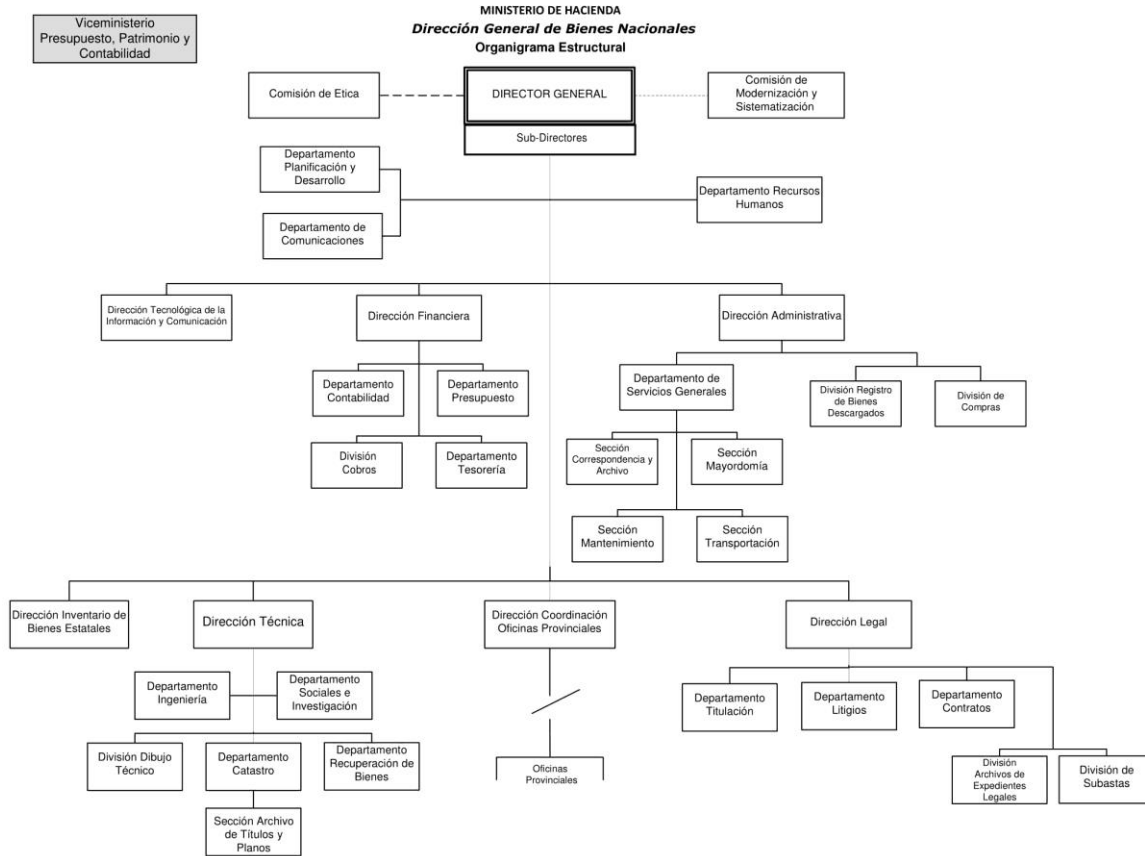 MINISTERIO DE HACIENDA
Dirección General de Bienes Nacionales
Organigrama Estructural
Viceministerio
Presupuesto, Patrimonio y
Contabilidad
Comisión de Etica
DIRECTOR GENERAL
Comisión de
Modernización y
Sistematización
Sub-Directores
Departamento
Planificación y
Desarrollo
Departamento Recursos
Humanos
Departamento de
Comunicaciones
Dirección Tecnológica de la
Información y Comunicación
Dirección Financiera
Dirección Administrativa
Departamento
Contabilidad
Departamento
Presupuesto
Departamento de
Servicios Generales
División Registro
de Bienes
Descargados
División de
Compras
División
Cobros
Departamento
Tesorería
Sección
Correspondencia y
Archivo
Sección
Mayordomía
Sección
Mantenimiento
Sección
Transportación
Dirección Inventario de
Bienes Estatales
Dirección Técnica
Dirección Coordinación
Oficinas Provinciales
Dirección Legal
Departamento
Ingeniería
Departamento
Sociales e
Investigación
Departamento
Titulación
Departamento
Litigios
Departamento
Contratos
División Dibujo
Técnico
Departamento
Catastro
Departamento
Recuperación de
Bienes
Oficinas
Provinciales
División
Archivos de
Expedientes
Legales
División de
Subastas
Sección Archivo
de Títulos y
Planos